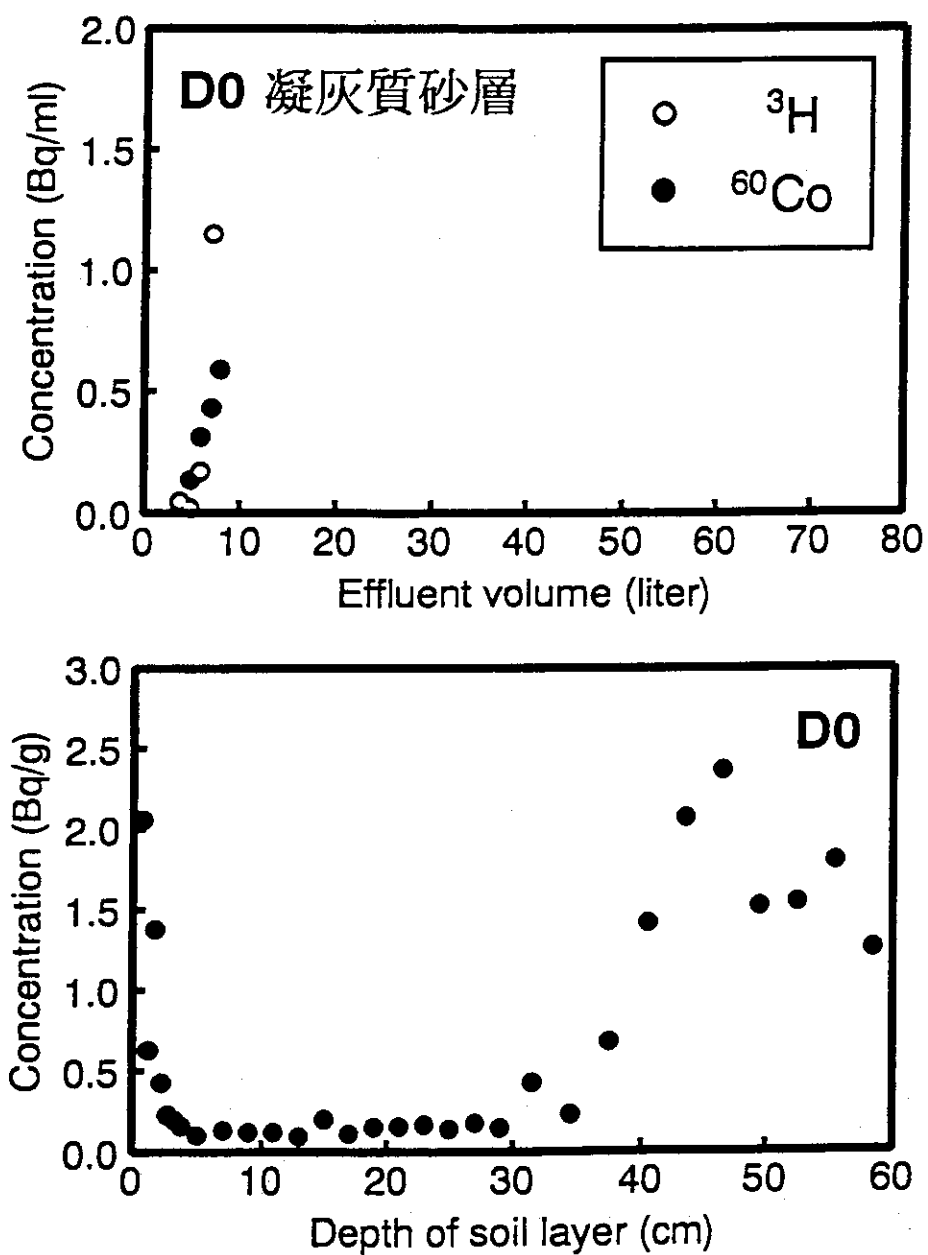 D0 凝灰質砂層
³H
⁶⁰Co
2.0
1.5
1.0
0.5
0.0
Concentration (Bq/ml)
0 10 20 30 40 50 60 70 80
Effluent volume (liter)
D0
3.0
2.5
2.0
1.5
1.0
0.5
0.0
Concentration (Bq/g)
0 10 20 30 40 50 60
Depth of soil layer (cm)